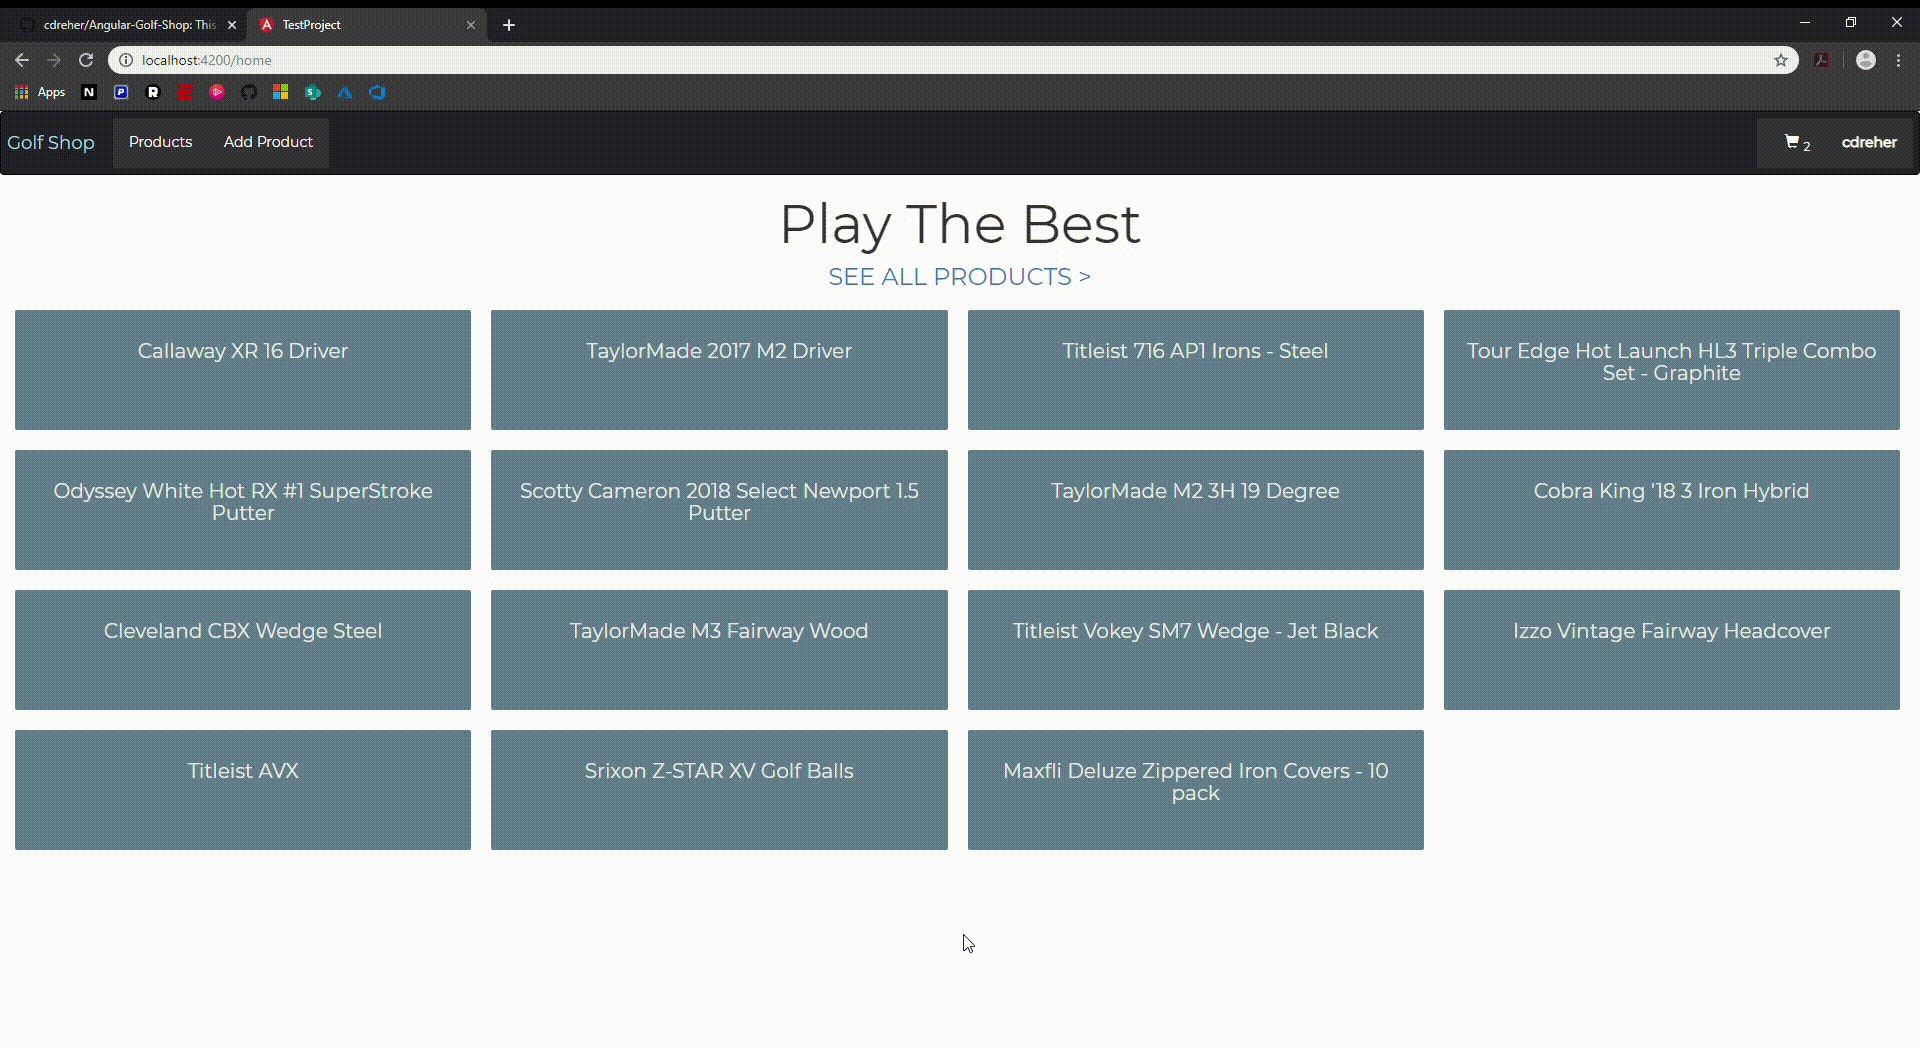 cdreher/Angular-Golf-Shop: This
TestProject
localhost:4200/home
Apps
Golf Shop
Products
Add Product
2
cdreher
Play The Best
SEE ALL PRODUCTS >
Callaway XR 16 Driver
TaylorMade 2017 M2 Driver
Titleist 716 AP1 Irons - Steel
Tour Edge Hot Launch HL3 Triple Combo
Set - Graphite
Odyssey White Hot RX #1 SuperStroke
Putter
Scotty Cameron 2018 Select Newport 1.5
Putter
TaylorMade M2 3H 19 Degree
Cobra King '18 3 Iron Hybrid
Cleveland CBX Wedge Steel
TaylorMade M3 Fairway Wood
Titleist Vokey SM7 Wedge - Jet Black
Izzo Vintage Fairway Headcover
Titleist AVX
Srixon Z-STAR XV Golf Balls
Maxfli Deluze Zippered Iron Covers - 10
pack